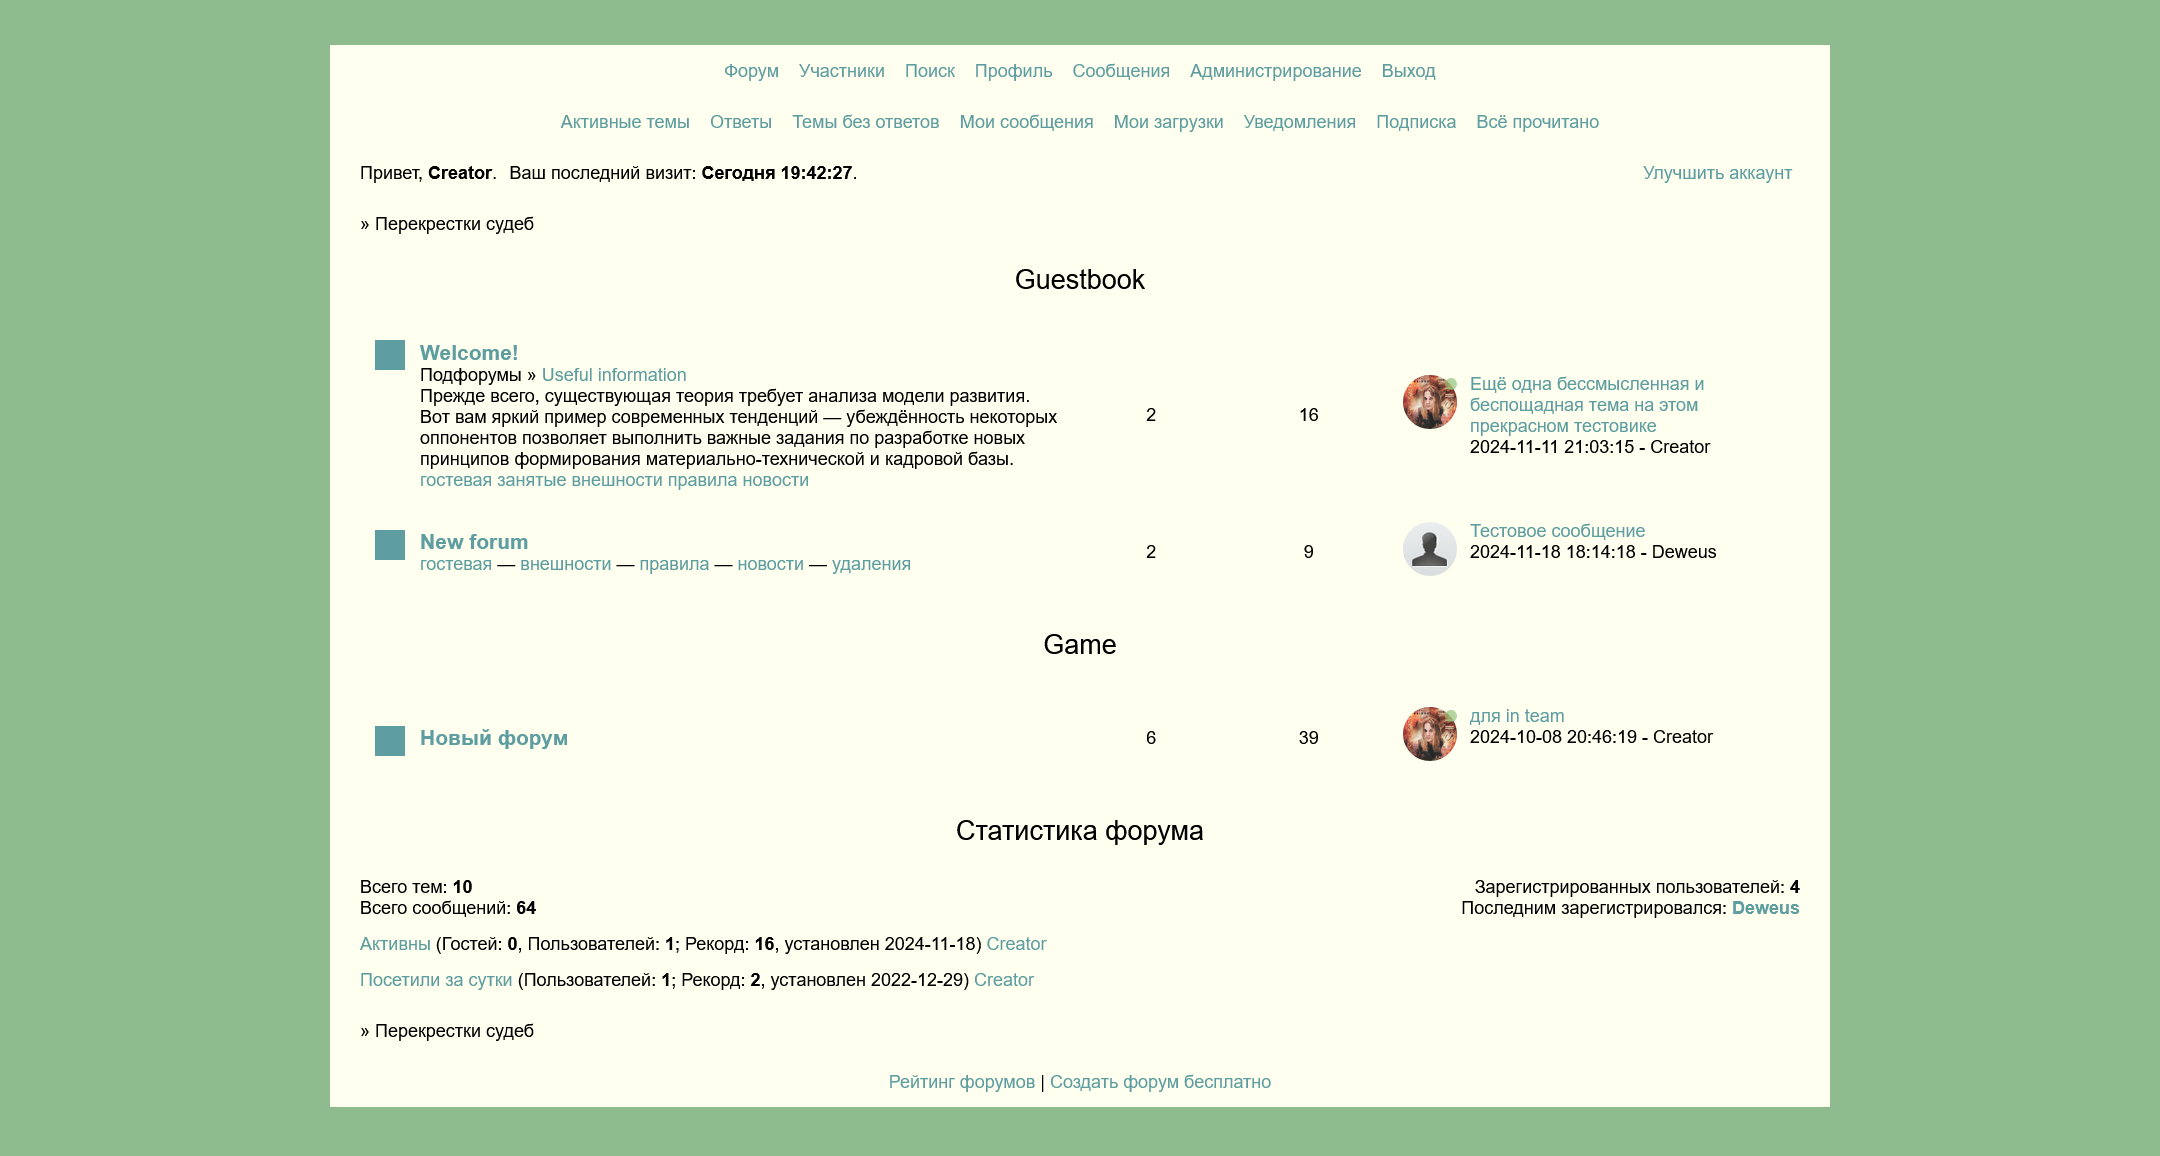 Форум Участники Поиск Профиль Сообщения Администрирование Выход
Активные темы Ответы Темы без ответов Мои сообщения Мои загрузки Уведомления Подписка Всё прочитано
Привет, Creator. Ваш последний визит: Сегодня 19:42:27. Улучшить аккаунт
» Перекрестки судеб
Guestbook
Welcome!
Подфорумы » Useful information
Прежде всего, существующая теория требует анализа модели развития.
Вот вам яркий пример современных тенденций — убеждённость некоторых
оппонентов позволяет выполнить важные задания по разработке новых
принципов формирования материально-технической и кадровой базы.
гостевая занятые внешности правила новости
2
16
Ещё одна бессмысленная и
беспощадная тема на этом
прекрасном тестовике
2024-11-11 21:03:15 - Creator
New forum
гостевая — внешности — правила — новости — удаления
2
9
Тестовое сообщение
2024-11-18 18:14:18 - Deweus
Game
Новый форум
6
39
для in team
2024-10-08 20:46:19 - Creator
Статистика форума
Всего тем: 10
Всего сообщений: 64
Зарегистрированных пользователей: 4
Последним зарегистрировался: Deweus
Активны (Гостей: 0, Пользователей: 1; Рекорд: 16, установлен 2024-11-18) Creator
Посетили за сутки (Пользователей: 1; Рекорд: 2, установлен 2022-12-29) Creator
» Перекрестки судеб
Рейтинг форумов | Создать форум бесплатно